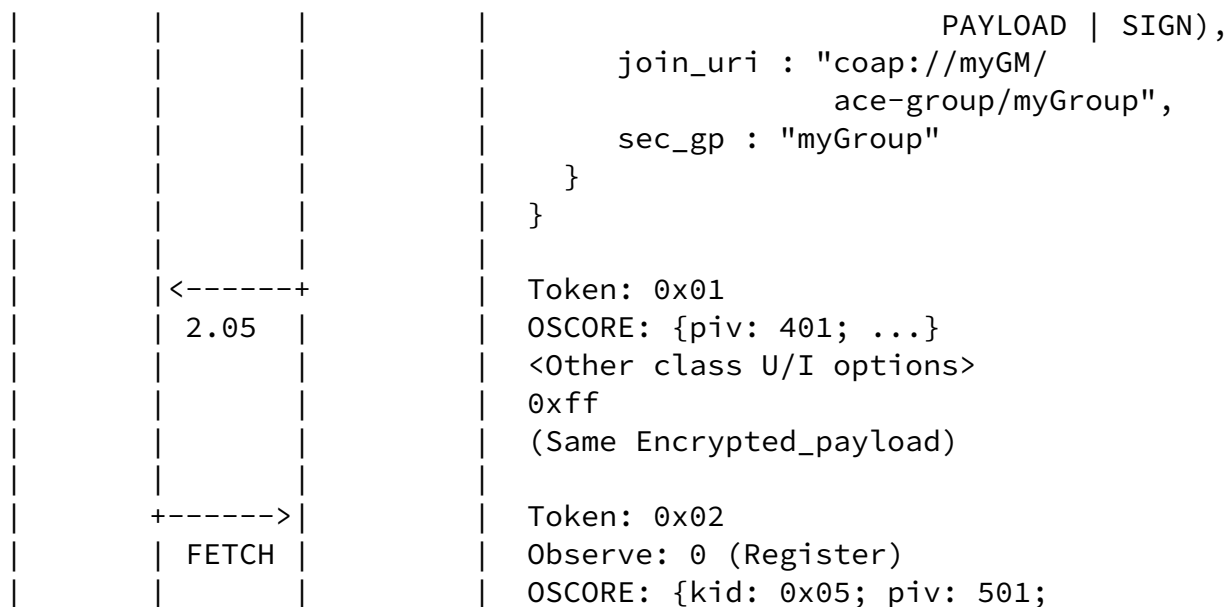 |        |        |          |                         PAYLOAD | SIGN),
|        |        |          |       join_uri : "coap://myGM/
|        |        |          |                   ace-group/myGroup",
|        |        |          |       sec_gp : "myGroup"
|        |        |          |    }
|        |        |          |  }
|        |        |          |
|        |<------+          |  Token: 0x01
|        | 2.05  |          |  OSCORE: {piv: 401; ...}
|        |        |          |  <Other class U/I options>
|        |        |          |  0xff
|        |        |          |  (Same Encrypted_payload)
|        |        |          |
|        +------>|          |  Token: 0x02
|        | FETCH |          |  Observe: 0 (Register)
|        |        |          |  OSCORE: {kid: 0x05; piv: 501;